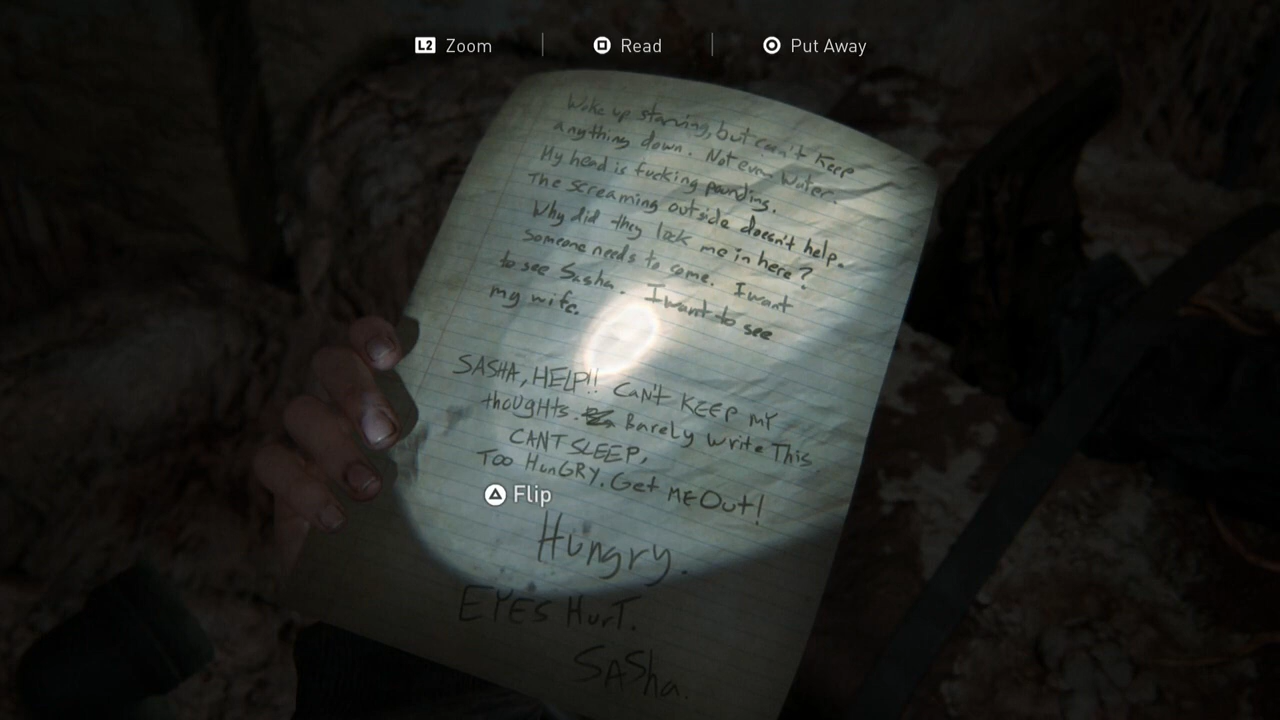 L2 Zoom | Read | Put Away
Woke up starving, but can't keep
anything down. Not even water.
My head is fucking pounding.
The screaming outside doesn't help.
Why did they lock me in here?
Someone needs to come. I want
to see Sasha. I want to see
my wife.
SASHA, HELP!! CaN'T KEEP MY
thoUgHts. Barely Write This
CANT SLEEP,
TOO HunGRY. Get ME Out!
Flip
Hungry.
EYES HurT.
SASha.